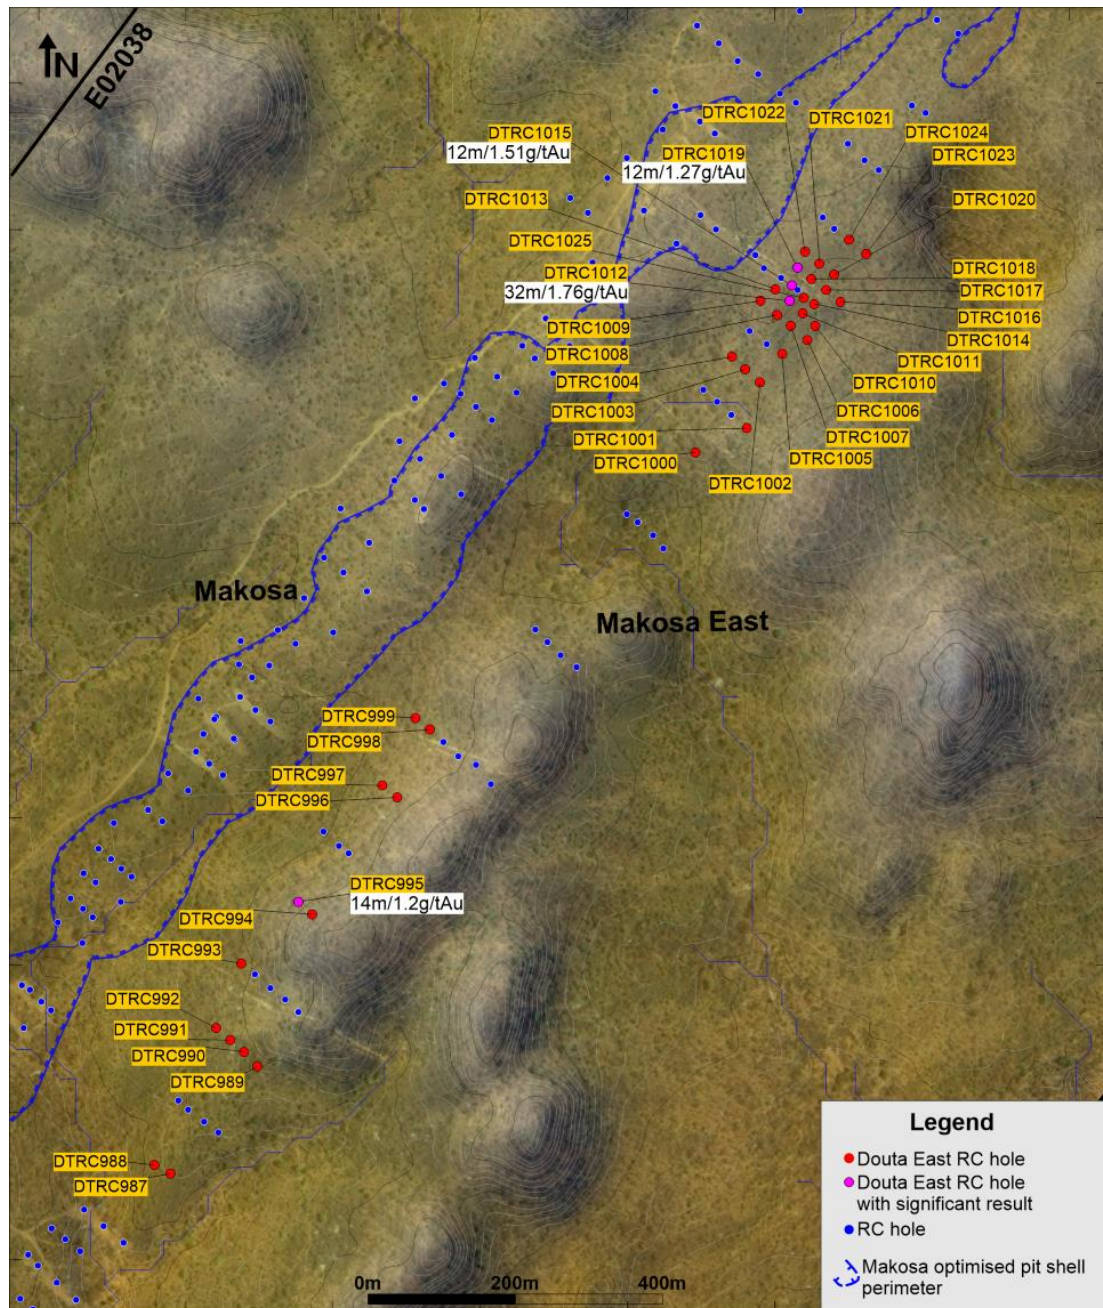 N
E02038
DTRC1022
DTRC1021
DTRC1024
DTRC1015
12m/1.51g/tAu
DTRC1019
12m/1.27g/tAu
DTRC1023
DTRC1013
DTRC1020
DTRC1025
DTRC1012
32m/1.76g/tAu
DTRC1018
DTRC1017
DTRC1016
DTRC1009
DTRC1014
DTRC1008
DTRC1011
DTRC1004
DTRC1010
DTRC1003
DTRC1006
DTRC1001
DTRC1007
DTRC1000
DTRC1005
DTRC1002
Makosa
Makosa East
DTRC999
DTRC998
DTRC997
DTRC996
DTRC995
14m/1.2g/tAu
DTRC994
DTRC993
DTRC992
DTRC991
DTRC990
DTRC989
DTRC988
DTRC987
Legend
Douta East RC hole
Douta East RC hole
with significant result
RC hole
Makosa optimised pit shell
perimeter
0m 200m 400m